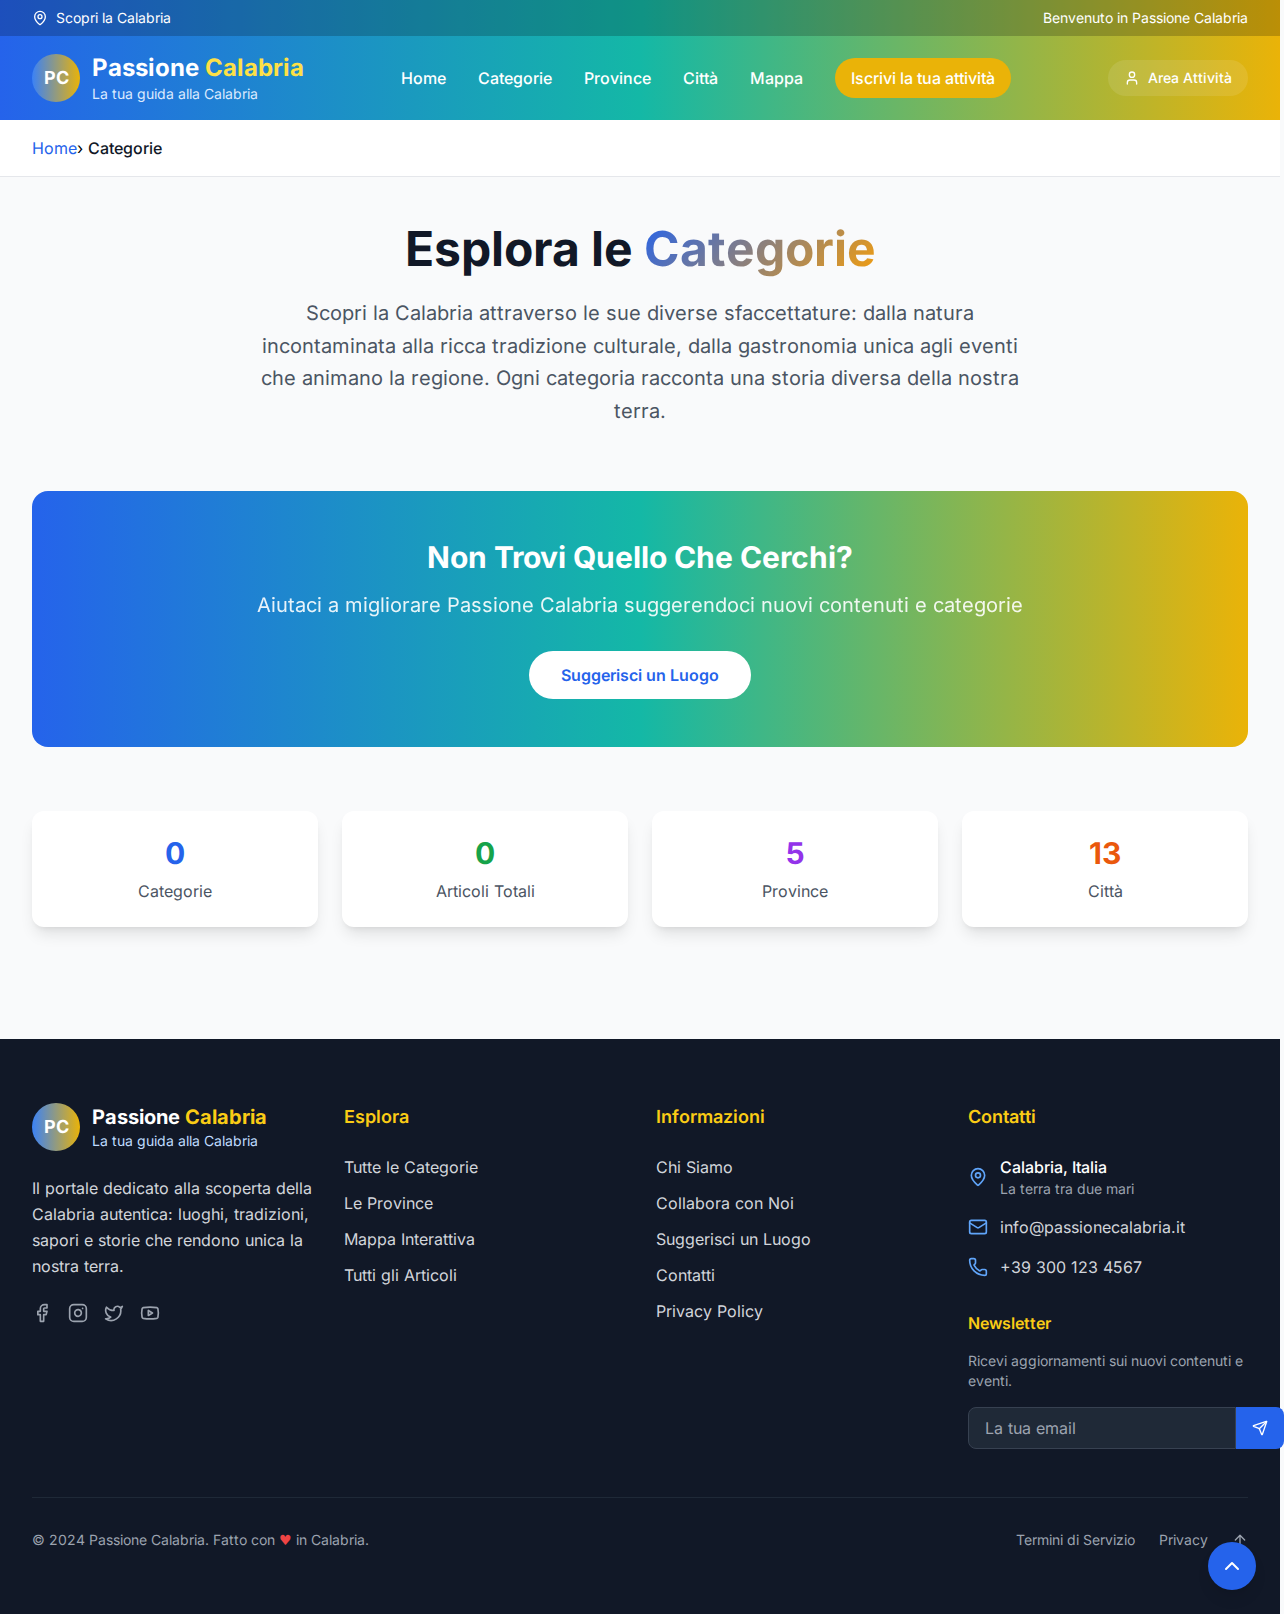 Scopri la Calabria
Benvenuto in Passione Calabria
PC
Passione Calabria
La tua guida alla Calabria
Home
Categorie
Province
Città
Mappa
Iscrivi la tua attività
Area Attività
Home› Categorie
Esplora le Categorie
Scopri la Calabria attraverso le sue diverse sfaccettature: dalla natura
incontaminata alla ricca tradizione culturale, dalla gastronomia unica agli eventi
che animano la regione. Ogni categoria racconta una storia diversa della nostra
terra.
Non Trovi Quello Che Cerchi?
Aiutaci a migliorare Passione Calabria suggerendoci nuovi contenuti e categorie
Suggerisci un Luogo
0
Categorie
0
Articoli Totali
5
Province
13
Città
PC
Passione Calabria
La tua guida alla Calabria
Il portale dedicato alla scoperta della
Calabria autentica: luoghi, tradizioni,
sapori e storie che rendono unica la
nostra terra.
Esplora
Tutte le Categorie
Le Province
Mappa Interattiva
Tutti gli Articoli
Informazioni
Chi Siamo
Collabora con Noi
Suggerisci un Luogo
Contatti
Privacy Policy
Contatti
Calabria, Italia
La terra tra due mari
info@passionecalabria.it
+39 300 123 4567
Newsletter
Ricevi aggiornamenti sui nuovi contenuti e
eventi.
La tua email
© 2024 Passione Calabria. Fatto con ♥ in Calabria.
Termini di Servizio
Privacy